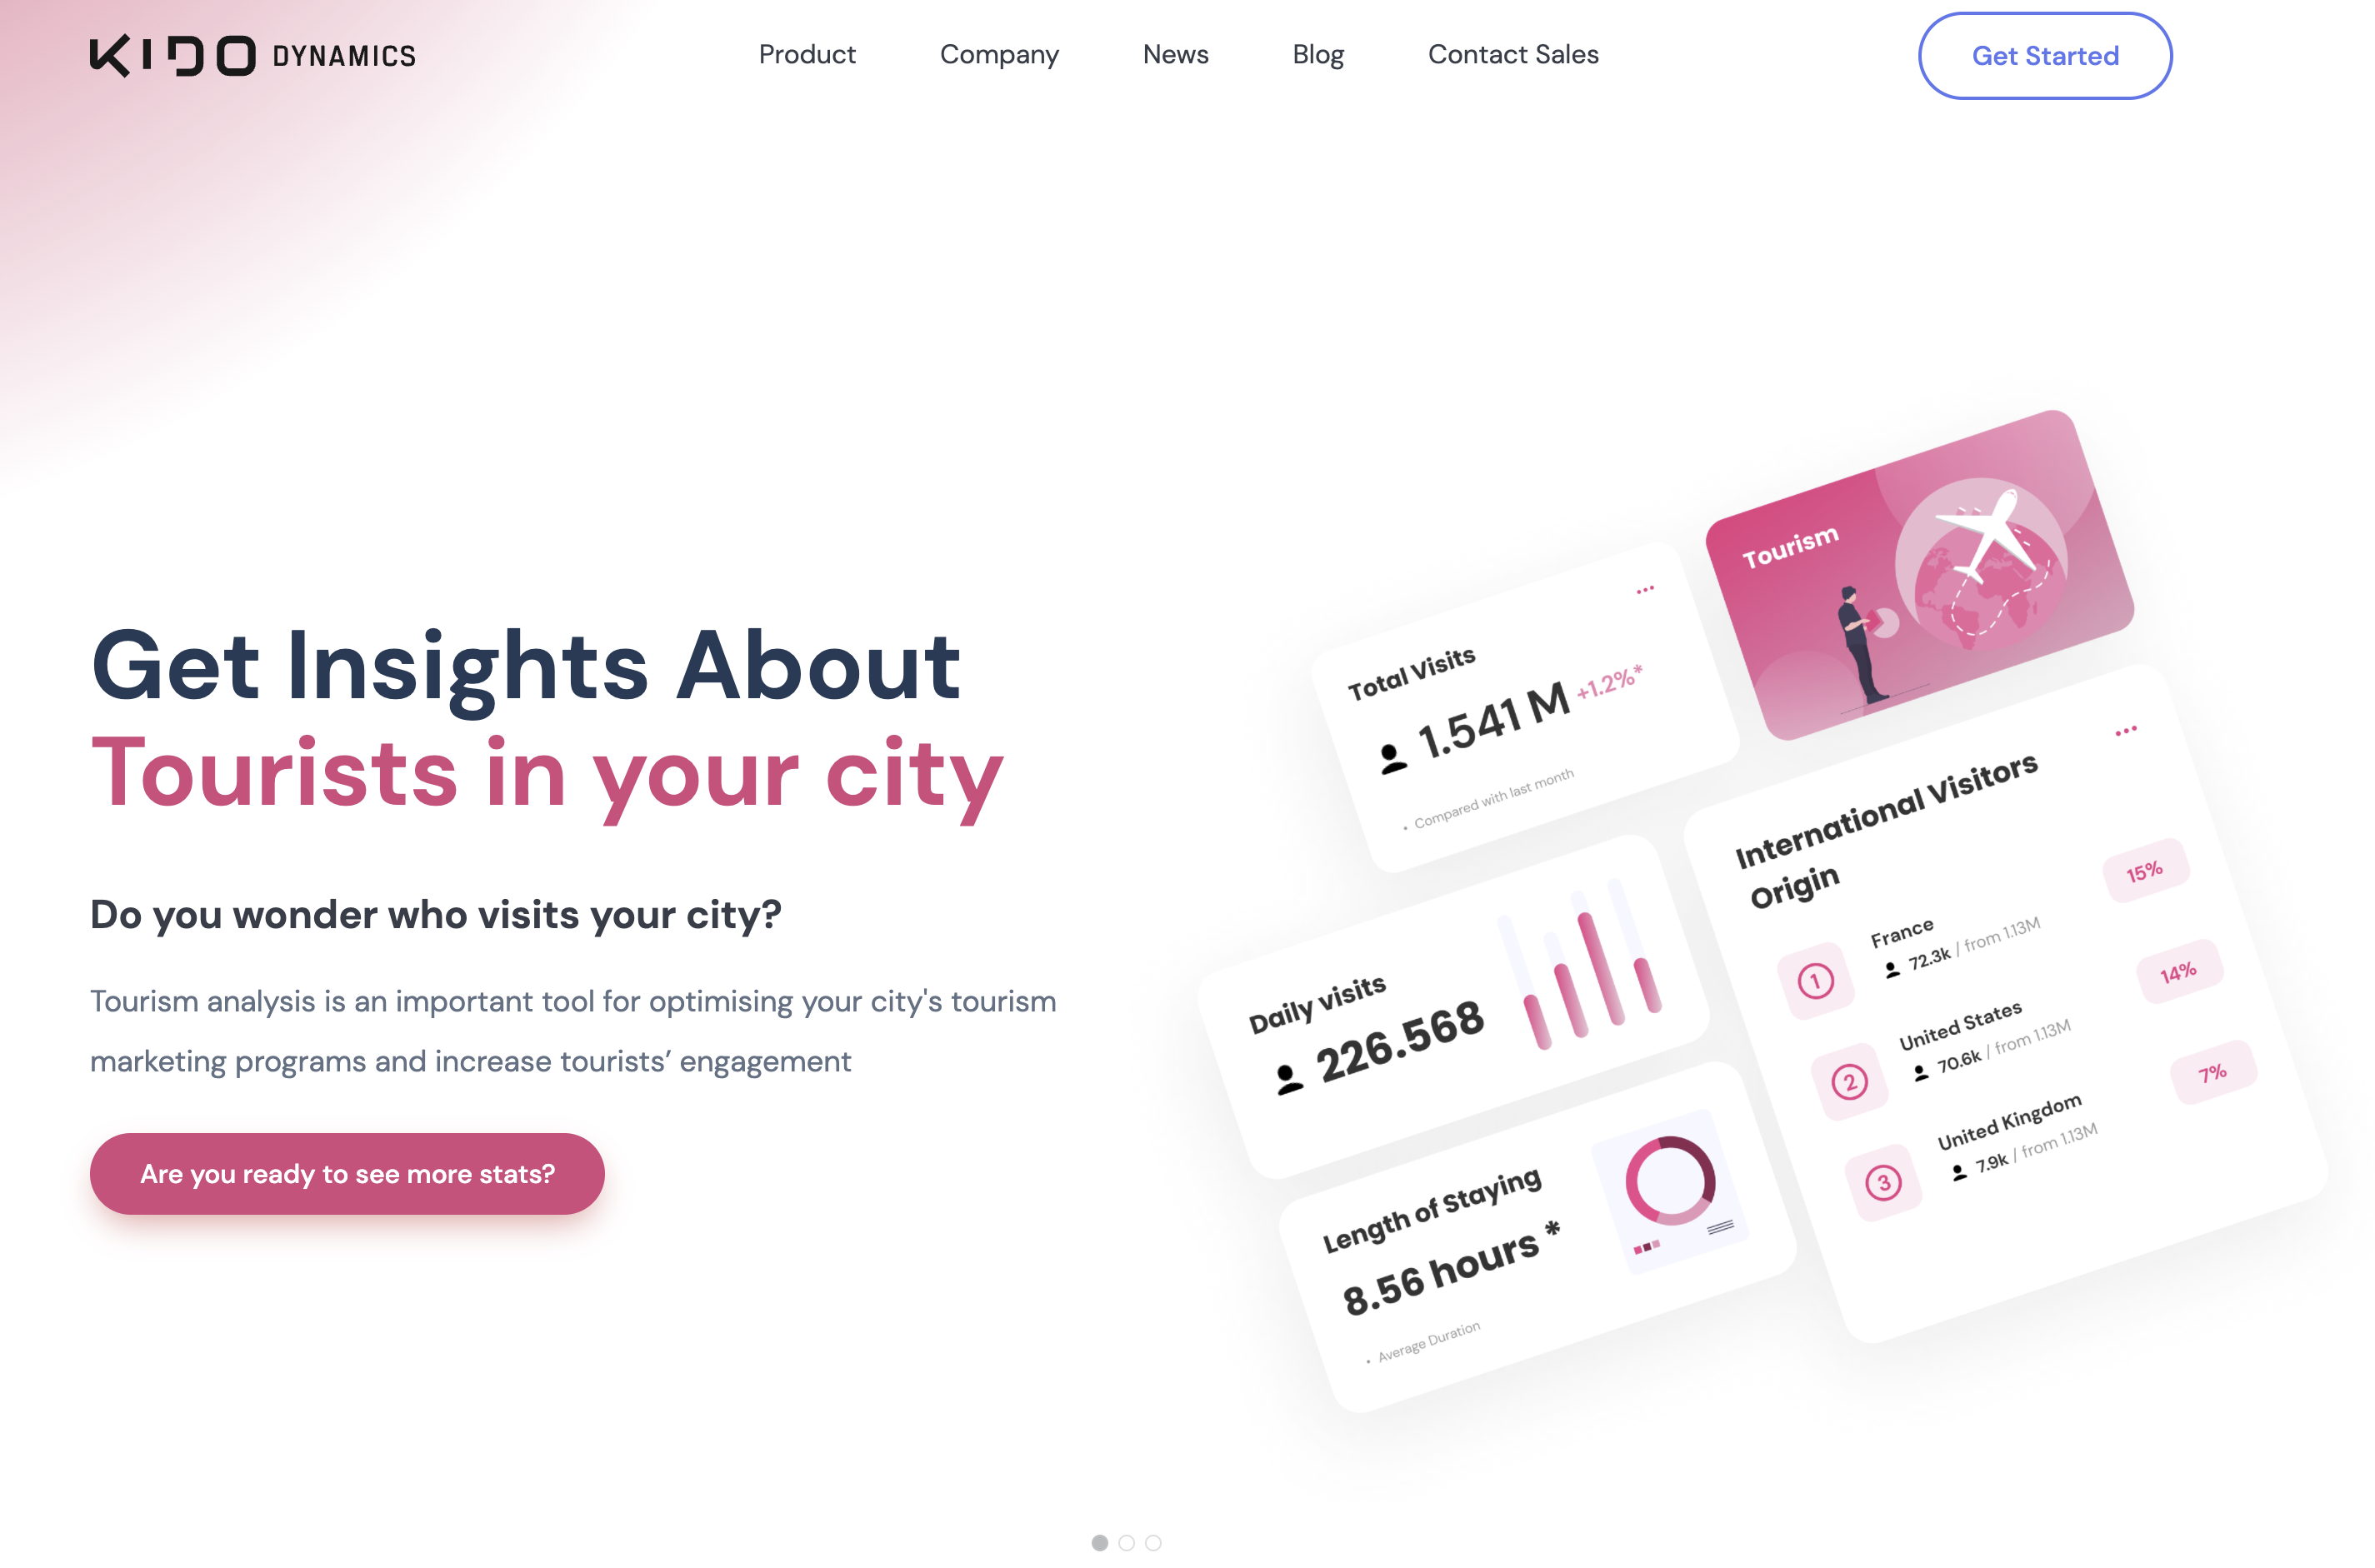 KIDO DYNAMICS
Product
Company
News
Blog
Contact Sales
Get Started
Get Insights About
Tourists in your city
Do you wonder who visits your city?
Tourism analysis is an important tool for optimising your city's tourism
marketing programs and increase tourists’ engagement
Are you ready to see more stats?
Total Visits
1.541 M +1.2%*
• Compared with last month
Tourism
Daily visits
226.568
Length of Staying
8.56 hours *
• Average Duration
International Visitors
Origin
1
France
72.3k / from 1.13M
15%
2
United States
70.6k / from 1.13M
14%
3
United Kingdom
7.9k / from 1.13M
7%